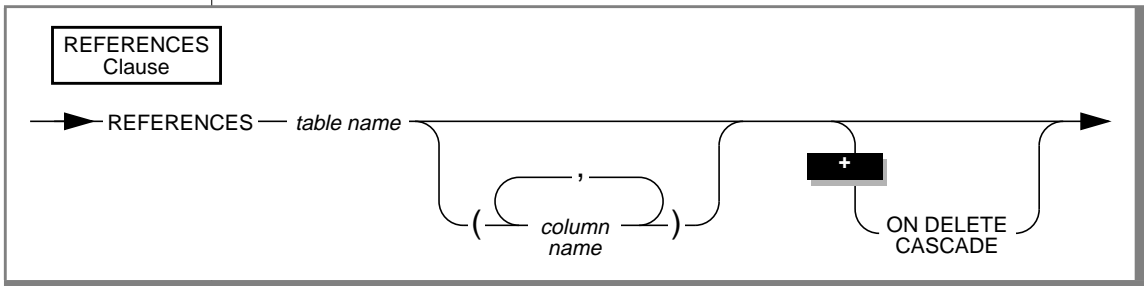 REFERENCES
Clause
REFERENCES table name
+
( , )
column
name
ON DELETE
CASCADE